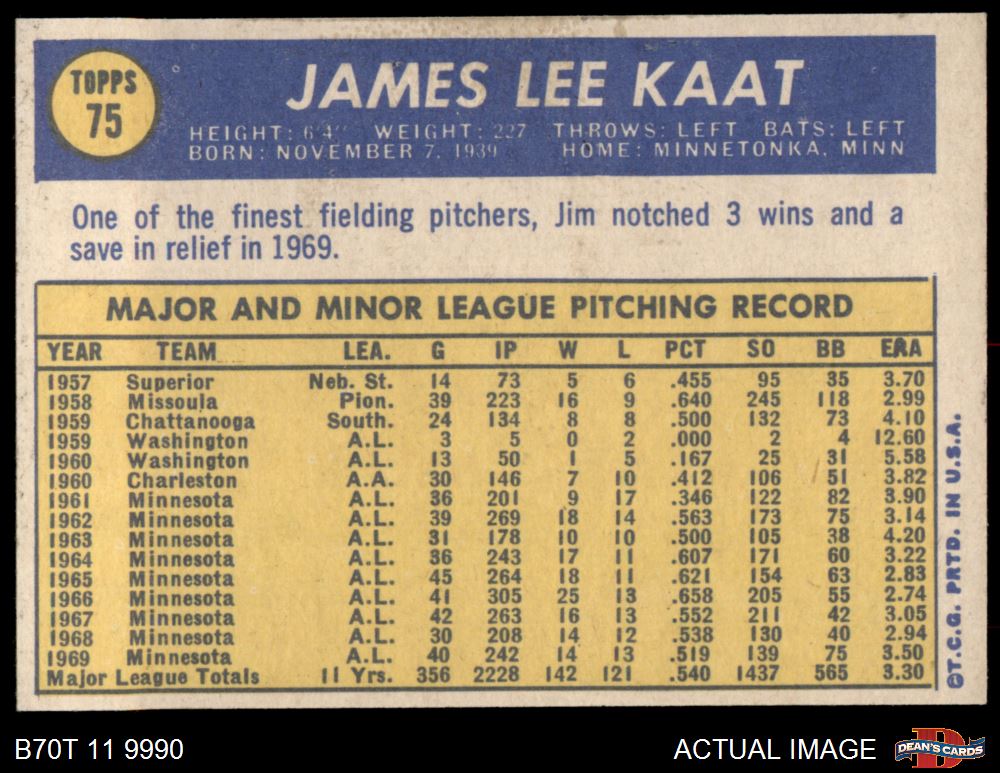 TOPPS
75
JAMES LEE KAAT
HEIGHT: 6'4" WEIGHT: 227 THROWS: LEFT BATS: LEFT
BORN: NOVEMBER 7, 1939 HOME: MINNETONKA, MINN
One of the finest fielding pitchers, Jim notched 3 wins and a
save in relief in 1969.
MAJOR AND MINOR LEAGUE PITCHING RECORD
YEAR TEAM LEA. G IP W L PCT SO BB ERA
1957 Superior Neb. St. 14 73 5 6 .455 95 35 3.70
1958 Missoula Pion. 39 223 16 9 .640 245 118 2.99
1959 Chattanooga South. 24 134 8 8 .500 132 73 4.10
1959 Washington A.L. 3 5 0 2 .000 2 4 12.60
1960 Washington A.L. 13 50 1 5 .167 25 31 5.58
1960 Charleston A.A. 30 146 7 10 .412 106 51 3.82
1961 Minnesota A.L. 36 201 9 17 .346 122 82 3.90
1962 Minnesota A.L. 39 269 18 14 .563 173 75 3.14
1963 Minnesota A.L. 31 178 10 10 .500 105 38 4.20
1964 Minnesota A.L. 36 243 17 11 .607 171 60 3.22
1965 Minnesota A.L. 45 264 18 11 .621 154 63 2.83
1966 Minnesota A.L. 41 305 25 13 .658 205 55 2.74
1967 Minnesota A.L. 42 263 16 13 .552 211 42 3.05
1968 Minnesota A.L. 30 208 14 12 .538 130 40 2.94
1969 Minnesota A.L. 40 242 14 13 .519 139 75 3.50
Major League Totals 11 Yrs. 356 2228 142 121 .540 1437 565 3.30
©T.C.G. PRTD. IN U.S.A.
B70T 11 9990
ACTUAL IMAGE
DEAN'S CARDS